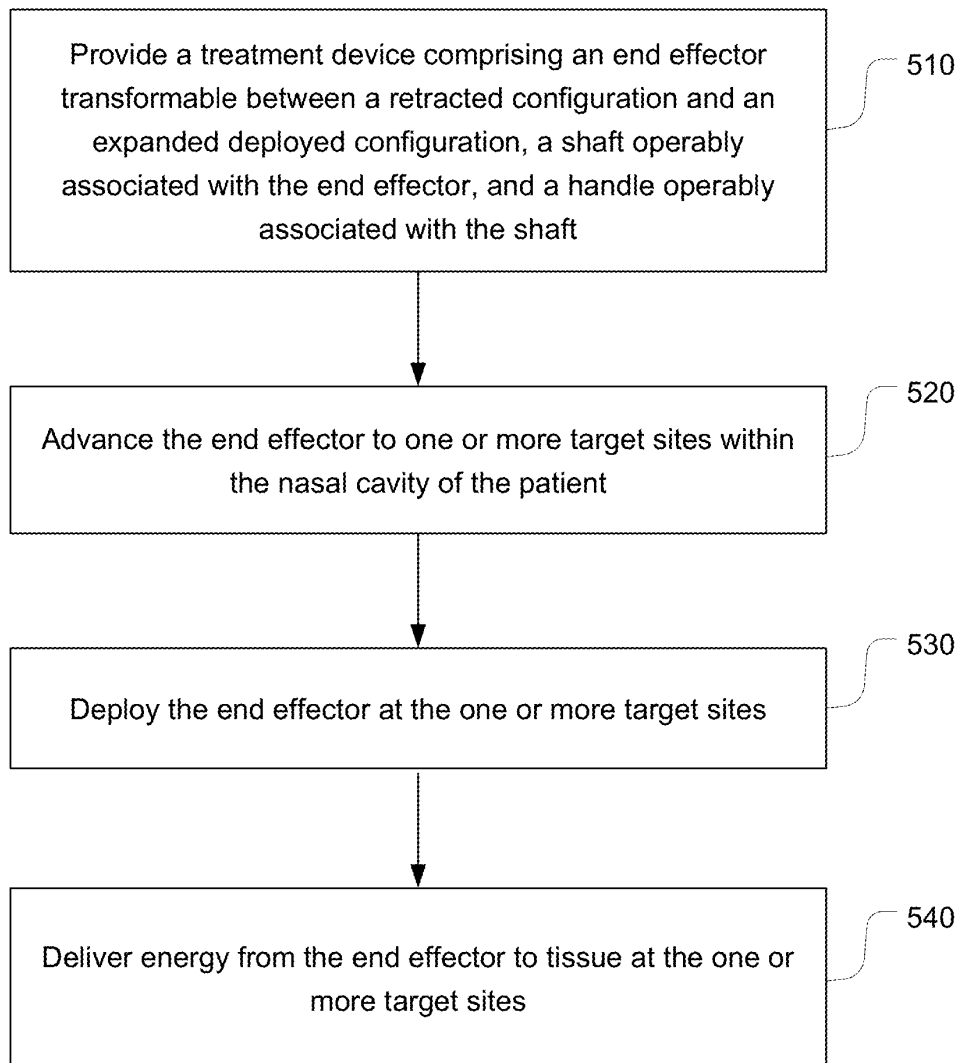 Provide a treatment device comprising an end effector
transformable between a retracted configuration and an
expanded deployed configuration, a shaft operably
associated with the end effector, and a handle operably
associated with the shaft
510
Advance the end effector to one or more target sites within
the nasal cavity of the patient
520
Deploy the end effector at the one or more target sites
530
Deliver energy from the end effector to tissue at the one or
more target sites
540